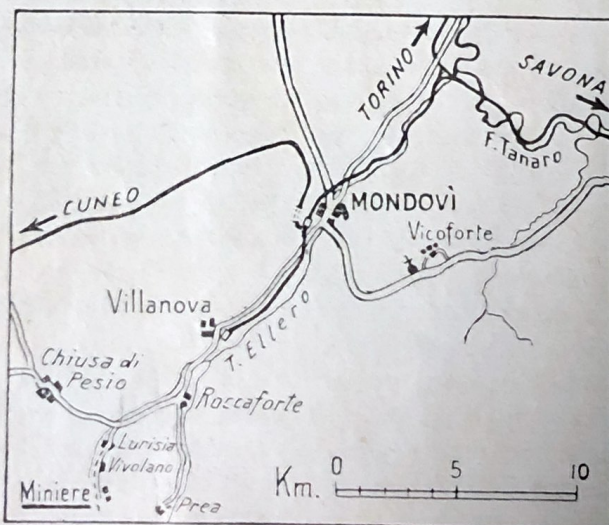 TORINO
SAVONA
F. Tanaro
CUNEO
MONDOVÌ
Vicoforte
Villanova
T. Ellero
Chiusa di
Pesio
Roccaforte
Lurisia
Vivolano
Miniere
Prea
Km.
0 5 10